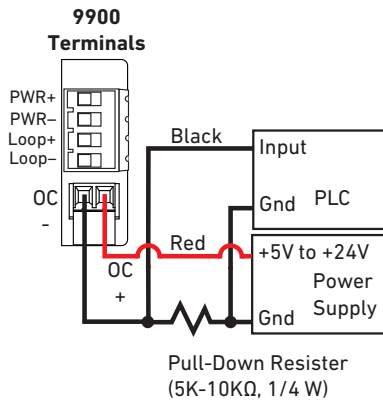 9900
Terminals
PWR+
PWR–
Loop+
Loop–
OC
-
OC
+
Black
Red
Input
Gnd PLC
+5V to +24V
Power
Supply
Gnd
Pull-Down Resister
(5K-10KΩ, 1/4 W)